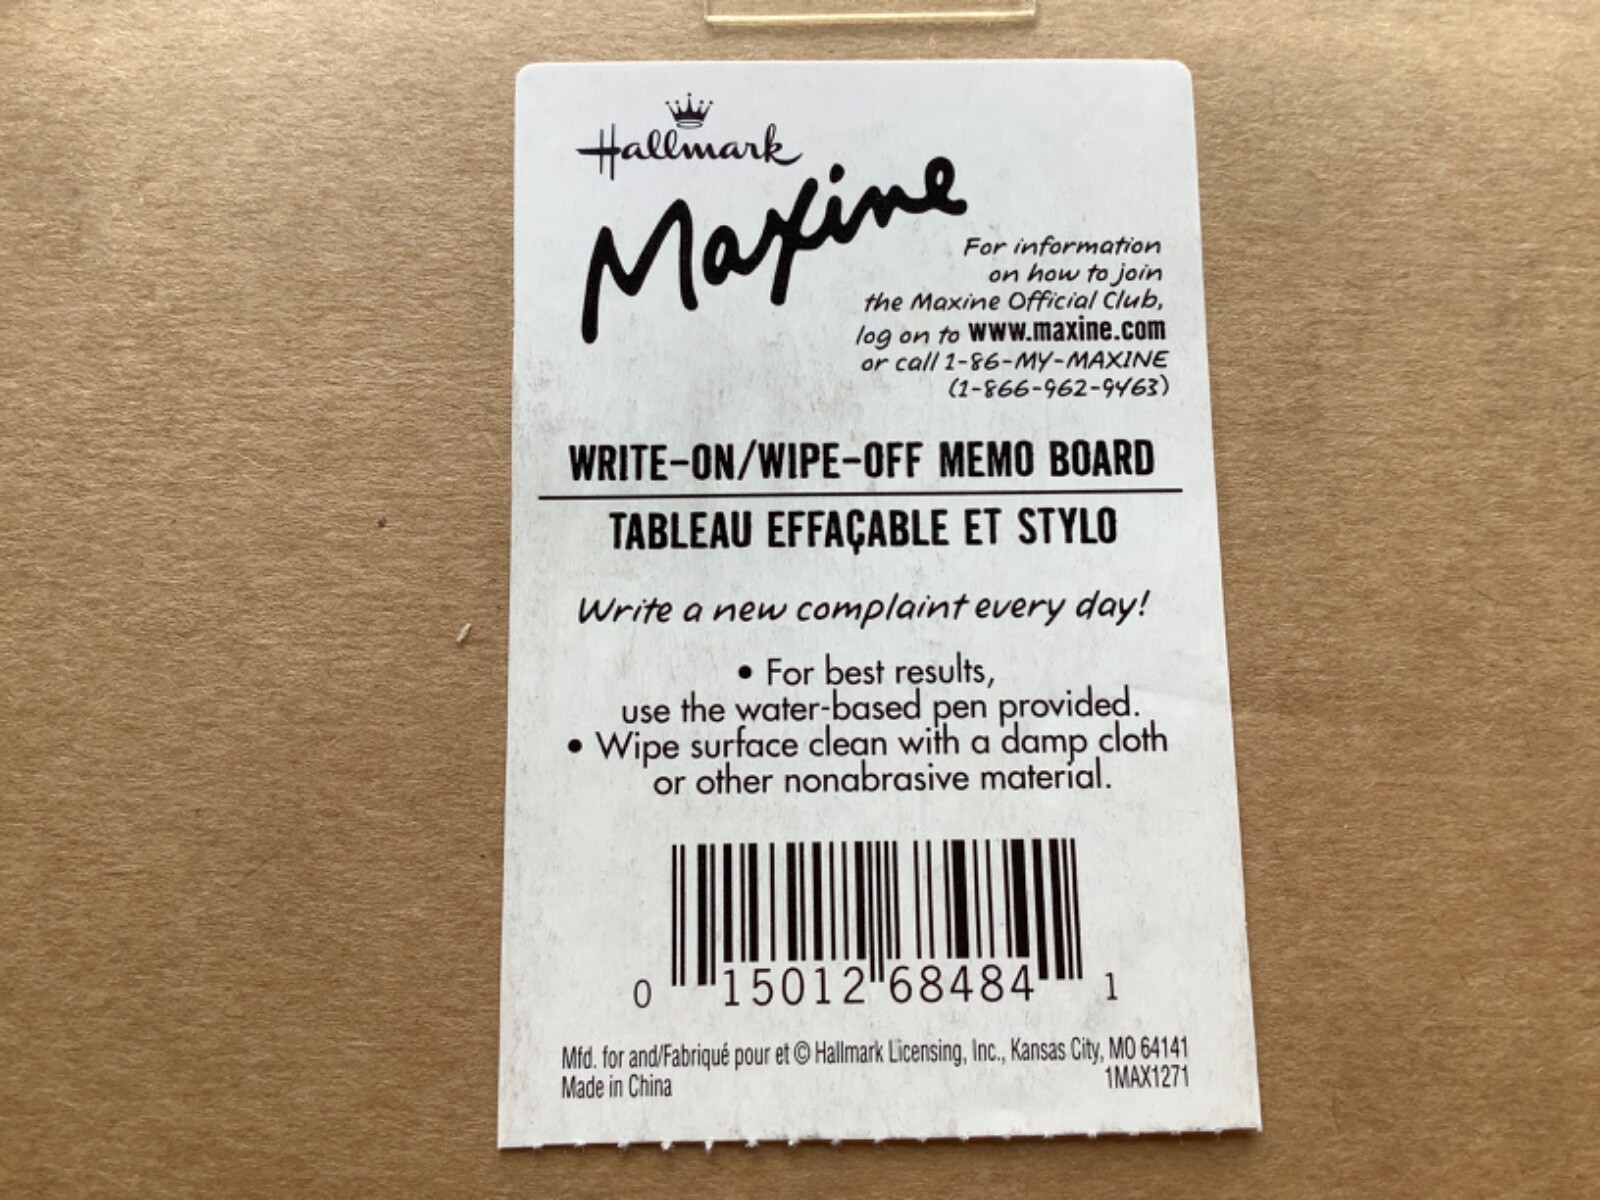 Hallmark
Maxine
For information
on how to join
the Maxine Official Club,
log on to www.maxine.com
or call 1-86-MY-MAXINE
(1-866-962-9463)
WRITE-ON/WIPE-OFF MEMO BOARD
TABLEAU EFFAÇABLE ET STYLO
Write a new complaint every day!
• For best results,
use the water-based pen provided.
• Wipe surface clean with a damp cloth
or other nonabrasive material.
0 15012 68484 1
Mfd. for and/Fabriqué pour et © Hallmark Licensing, Inc., Kansas City, MO 64141
Made in China 1MAX1271